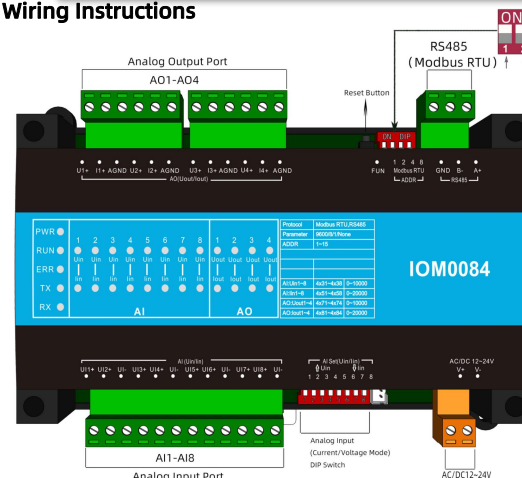 Wiring Instructions
ON
1
RS485
(Modbus RTU)
Analog Output Port
AO1-AO4
Reset Button
ON DIP
U1+ I1+ AGND U2+ I2+ AGND U3+ I3+ AGND U4+ I4+ AGND
AO(Uout/Iout)
FUN
1 2 4 8
Modbus RTU
ADDR
GND B- A+
RS485
PWR
RUN
ERR
TX
RX
1 2 3 4 5 6 7 8 1 2 3 4
Uin Uin Uin Uin Uin Uin Uin Uin Uout Uout Uout Uout
Iin Iin Iin Iin Iin Iin Iin Iin Iout Iout Iout Iout
AI AO
Protocol Modbus RTU,RS485
Parameter 9600/8/1/None
ADDR 1~15
AI:Uin1~8 4x31~4x38 0~10000
AI:Iin1~8 4x51~4x58 0~20000
AO:Uout1~4 4x71~4x74 0~10000
AO:Iout1~4 4x81~4x84 0~20000
IOM0084
AI(Uin/Iin)
UI1+ UI2+ UI- UI3+ UI4+ UI- UI5+ UI6+ UI- UI7+ UI8+ UI-
AI Set(Uin/Iin)
Uin Iin
1 2 3 4 5 6 7 8
AC/DC 12~24V
V+ V-
AI1-AI8
Analog Input Port
Analog Input
(Current/Voltage Mode)
DIP Switch
AC/DC12~24V